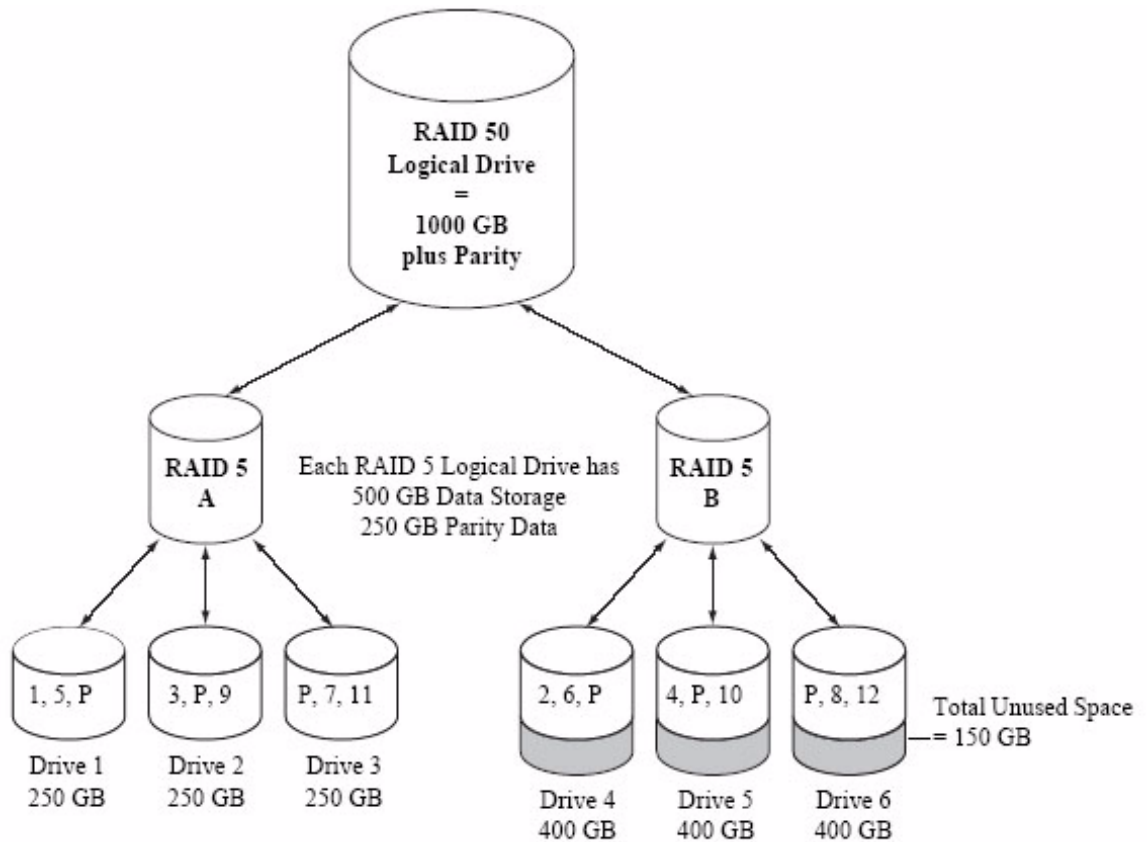 RAID 50
Logical Drive
=
1000 GB
plus Parity
RAID 5
A
Each RAID 5 Logical Drive has
500 GB Data Storage
250 GB Parity Data
RAID 5
B
1, 5, P
3, P, 9
P, 7, 11
2, 6, P
4, P, 10
P, 8, 12
Total Unused Space
= 150 GB
Drive 1
250 GB
Drive 2
250 GB
Drive 3
250 GB
Drive 4
400 GB
Drive 5
400 GB
Drive 6
400 GB